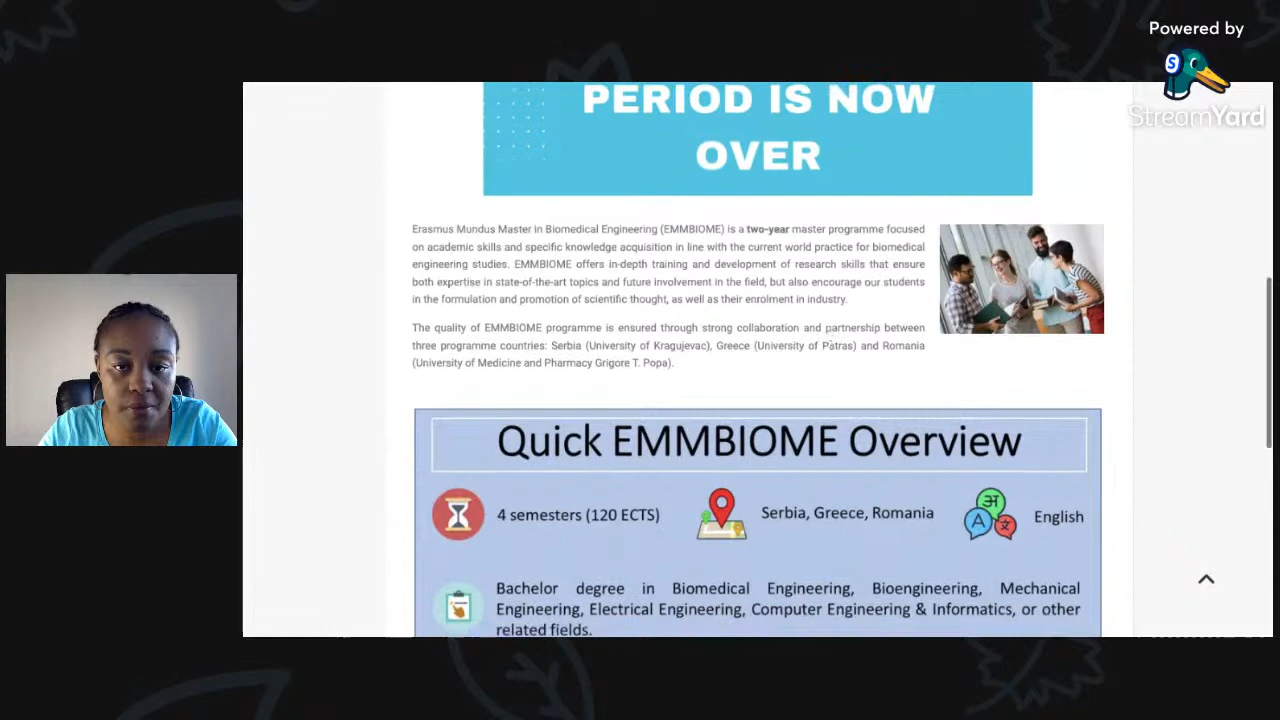 Powered by
StreamYard
PERIOD IS NOW
OVER
Erasmus Mundus Master in Biomedical Engineering (EMMBIOME) is a two-year master programme focused
on academic skills and specific knowledge acquisition in line with the current world practice for biomedical
engineering studies. EMMBIOME offers in-depth training and development of research skills that ensure
both expertise in state-of-the-art topics and future involvement in the field, but also encourage our students
in the formulation and promotion of scientific thought, as well as their enrolment in industry.
The quality of EMMBIOME programme is ensured through strong collaboration and partnership between
three programme countries: Serbia (University of Kragujevac), Greece (University of Patras) and Romania
(University of Medicine and Pharmacy Grigore T. Popa).
Quick EMMBIOME Overview
4 semesters (120 ECTS)
Serbia, Greece, Romania
English
Bachelor degree in Biomedical Engineering, Bioengineering, Mechanical
Engineering, Electrical Engineering, Computer Engineering & Informatics, or other
related fields.